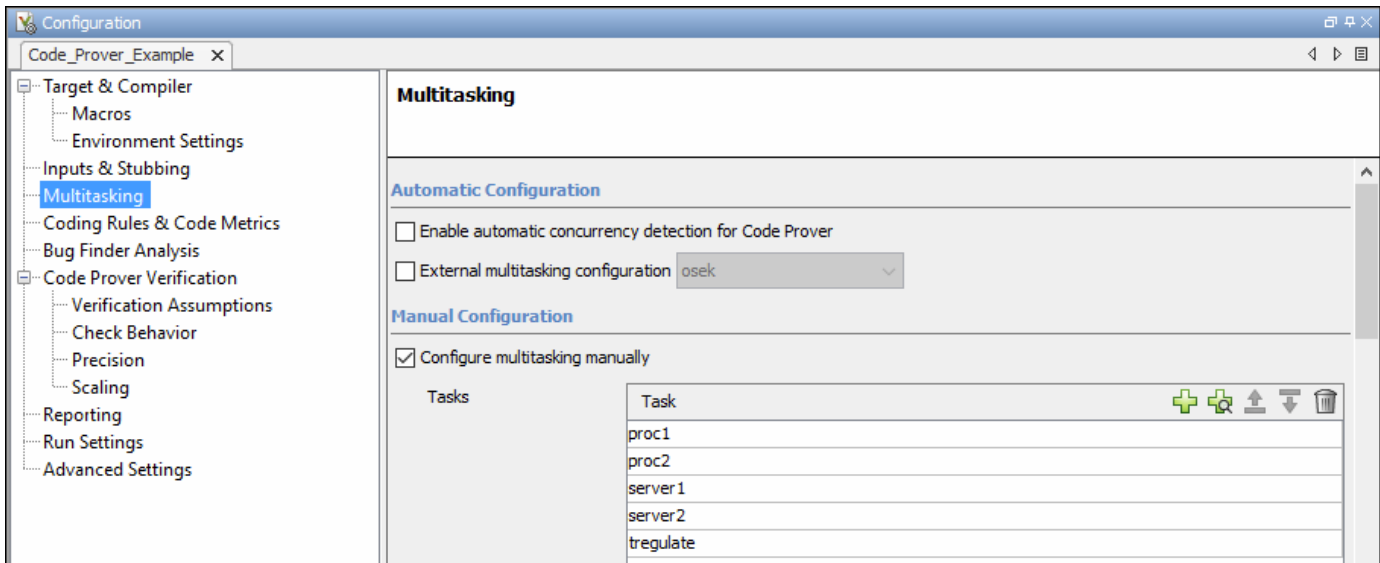 Configuration
Code_Prover_Example
Target & Compiler
Macros
Environment Settings
Inputs & Stubbing
Multitasking
Coding Rules & Code Metrics
Bug Finder Analysis
Code Prover Verification
Verification Assumptions
Check Behavior
Precision
Scaling
Reporting
Run Settings
Advanced Settings
Multitasking
Automatic Configuration
Enable automatic concurrency detection for Code Prover
External multitasking configuration osek
Manual Configuration
Configure multitasking manually
Tasks
Task
proc1
proc2
server1
server2
tregulate